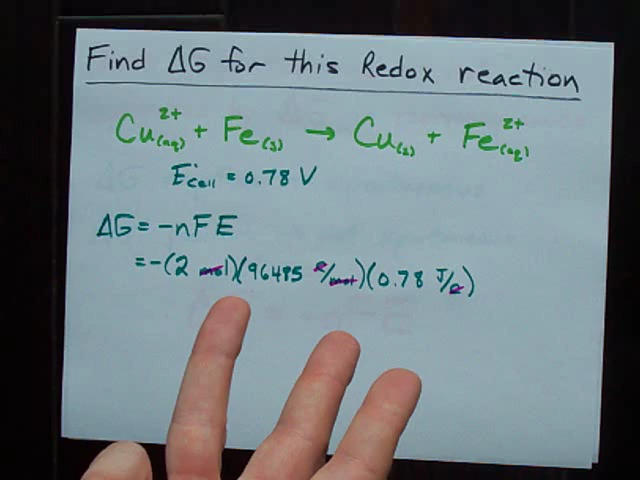 Find ΔG for this Redox reaction
Cu²⁺(aq) + Fe(s) → Cu(s) + Fe²⁺(aq)
E°cell = 0.78 V
ΔG = -nFE
= -(2 mol)(96485 C/mol)(0.78 J/C)